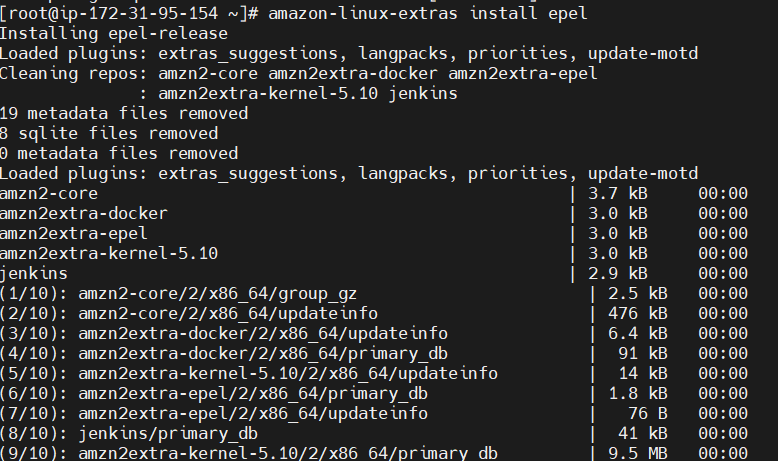 [root@ip-172-31-95-154 ~]# amazon-linux-extras install epel
Installing epel-release
Loaded plugins: extras_suggestions, langpacks, priorities, update-motd
Cleaning repos: amzn2-core amzn2extra-docker amzn2extra-epel
              : amzn2extra-kernel-5.10 jenkins
19 metadata files removed
8 sqlite files removed
0 metadata files removed
Loaded plugins: extras_suggestions, langpacks, priorities, update-motd
amzn2-core | 3.7 kB 00:00
amzn2extra-docker | 3.0 kB 00:00
amzn2extra-epel | 3.0 kB 00:00
amzn2extra-kernel-5.10 | 3.0 kB 00:00
jenkins | 2.9 kB 00:00
(1/10): amzn2-core/2/x86_64/group_gz | 2.5 kB 00:00
(2/10): amzn2-core/2/x86_64/updateinfo | 476 kB 00:00
(3/10): amzn2extra-docker/2/x86_64/updateinfo | 6.4 kB 00:00
(4/10): amzn2extra-docker/2/x86_64/primary_db | 91 kB 00:00
(5/10): amzn2extra-kernel-5.10/2/x86_64/updateinfo | 14 kB 00:00
(6/10): amzn2extra-epel/2/x86_64/primary_db | 1.8 kB 00:00
(7/10): amzn2extra-epel/2/x86_64/updateinfo | 76 B 00:00
(8/10): jenkins/primary_db | 41 kB 00:00
(9/10): amzn2extra-kernel-5.10/2/x86_64/primary_db | 9.5 MB 00:00